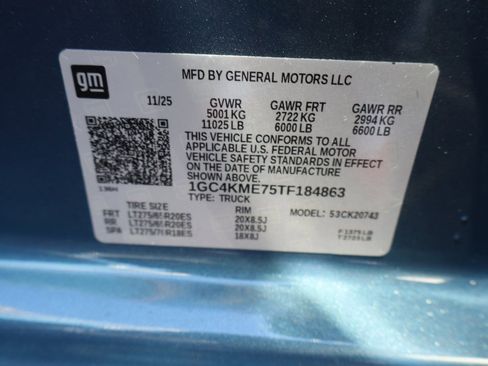 gm
MFD BY GENERAL MOTORS LLC
11/25 GVWR GAWR FRT GAWR RR
5001 KG 2722 KG 2994 KG
11025 LB 6000 LB 6600 LB
THIS VEHICLE CONFORMS TO ALL
APPLICABLE U.S. FEDERAL MOTOR
VEHICLE SAFETY STANDARDS IN EFFECT
ON THE DATE OF MANUFACTURE
SHOWN ABOVE.
1GC4KME75TF184863
TYPE: TRUCK MODEL: 53CK20743
TIRE SIZE RIM
FRT LT275/65R20ES 20X8.5J
RR LT275/65R20ES 20X8.5J
SPA LT275/70R18ES 18X8J